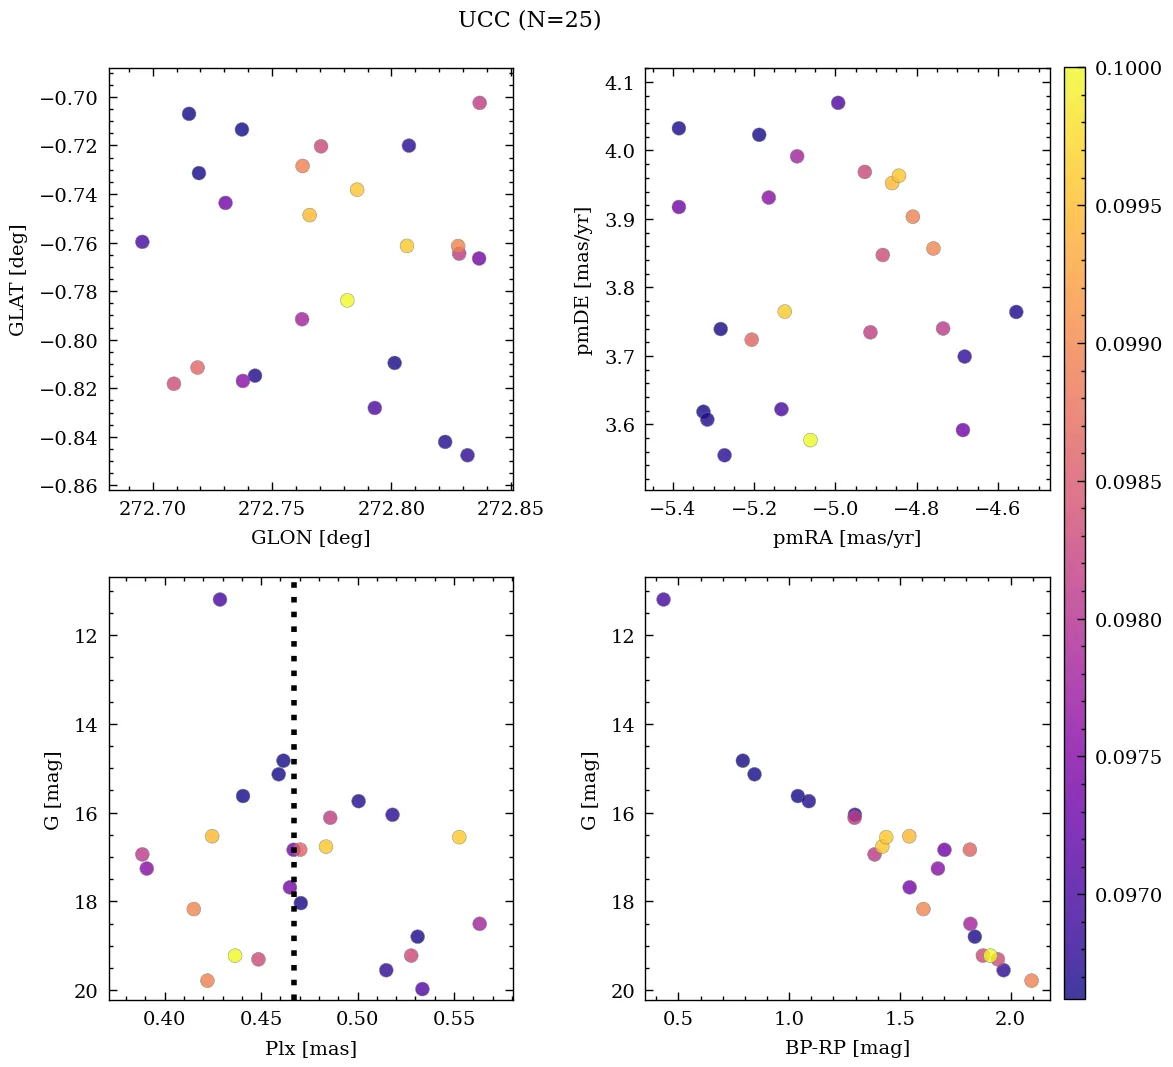 UCC (N=25)
−0.70
−0.72
−0.74
−0.76
−0.78
−0.80
−0.82
−0.84
−0.86
GLAT [deg]
272.70 272.75 272.80 272.85
GLON [deg]
4.1
4.0
3.9
3.8
3.7
3.6
pmDE [mas/yr]
−5.4 −5.2 −5.0 −4.8 −4.6
pmRA [mas/yr]
12
14
16
18
20
G [mag]
0.40 0.45 0.50 0.55
Plx [mas]
12
14
16
18
20
G [mag]
0.5 1.0 1.5 2.0
BP-RP [mag]
0.1000
0.0995
0.0990
0.0985
0.0980
0.0975
0.0970